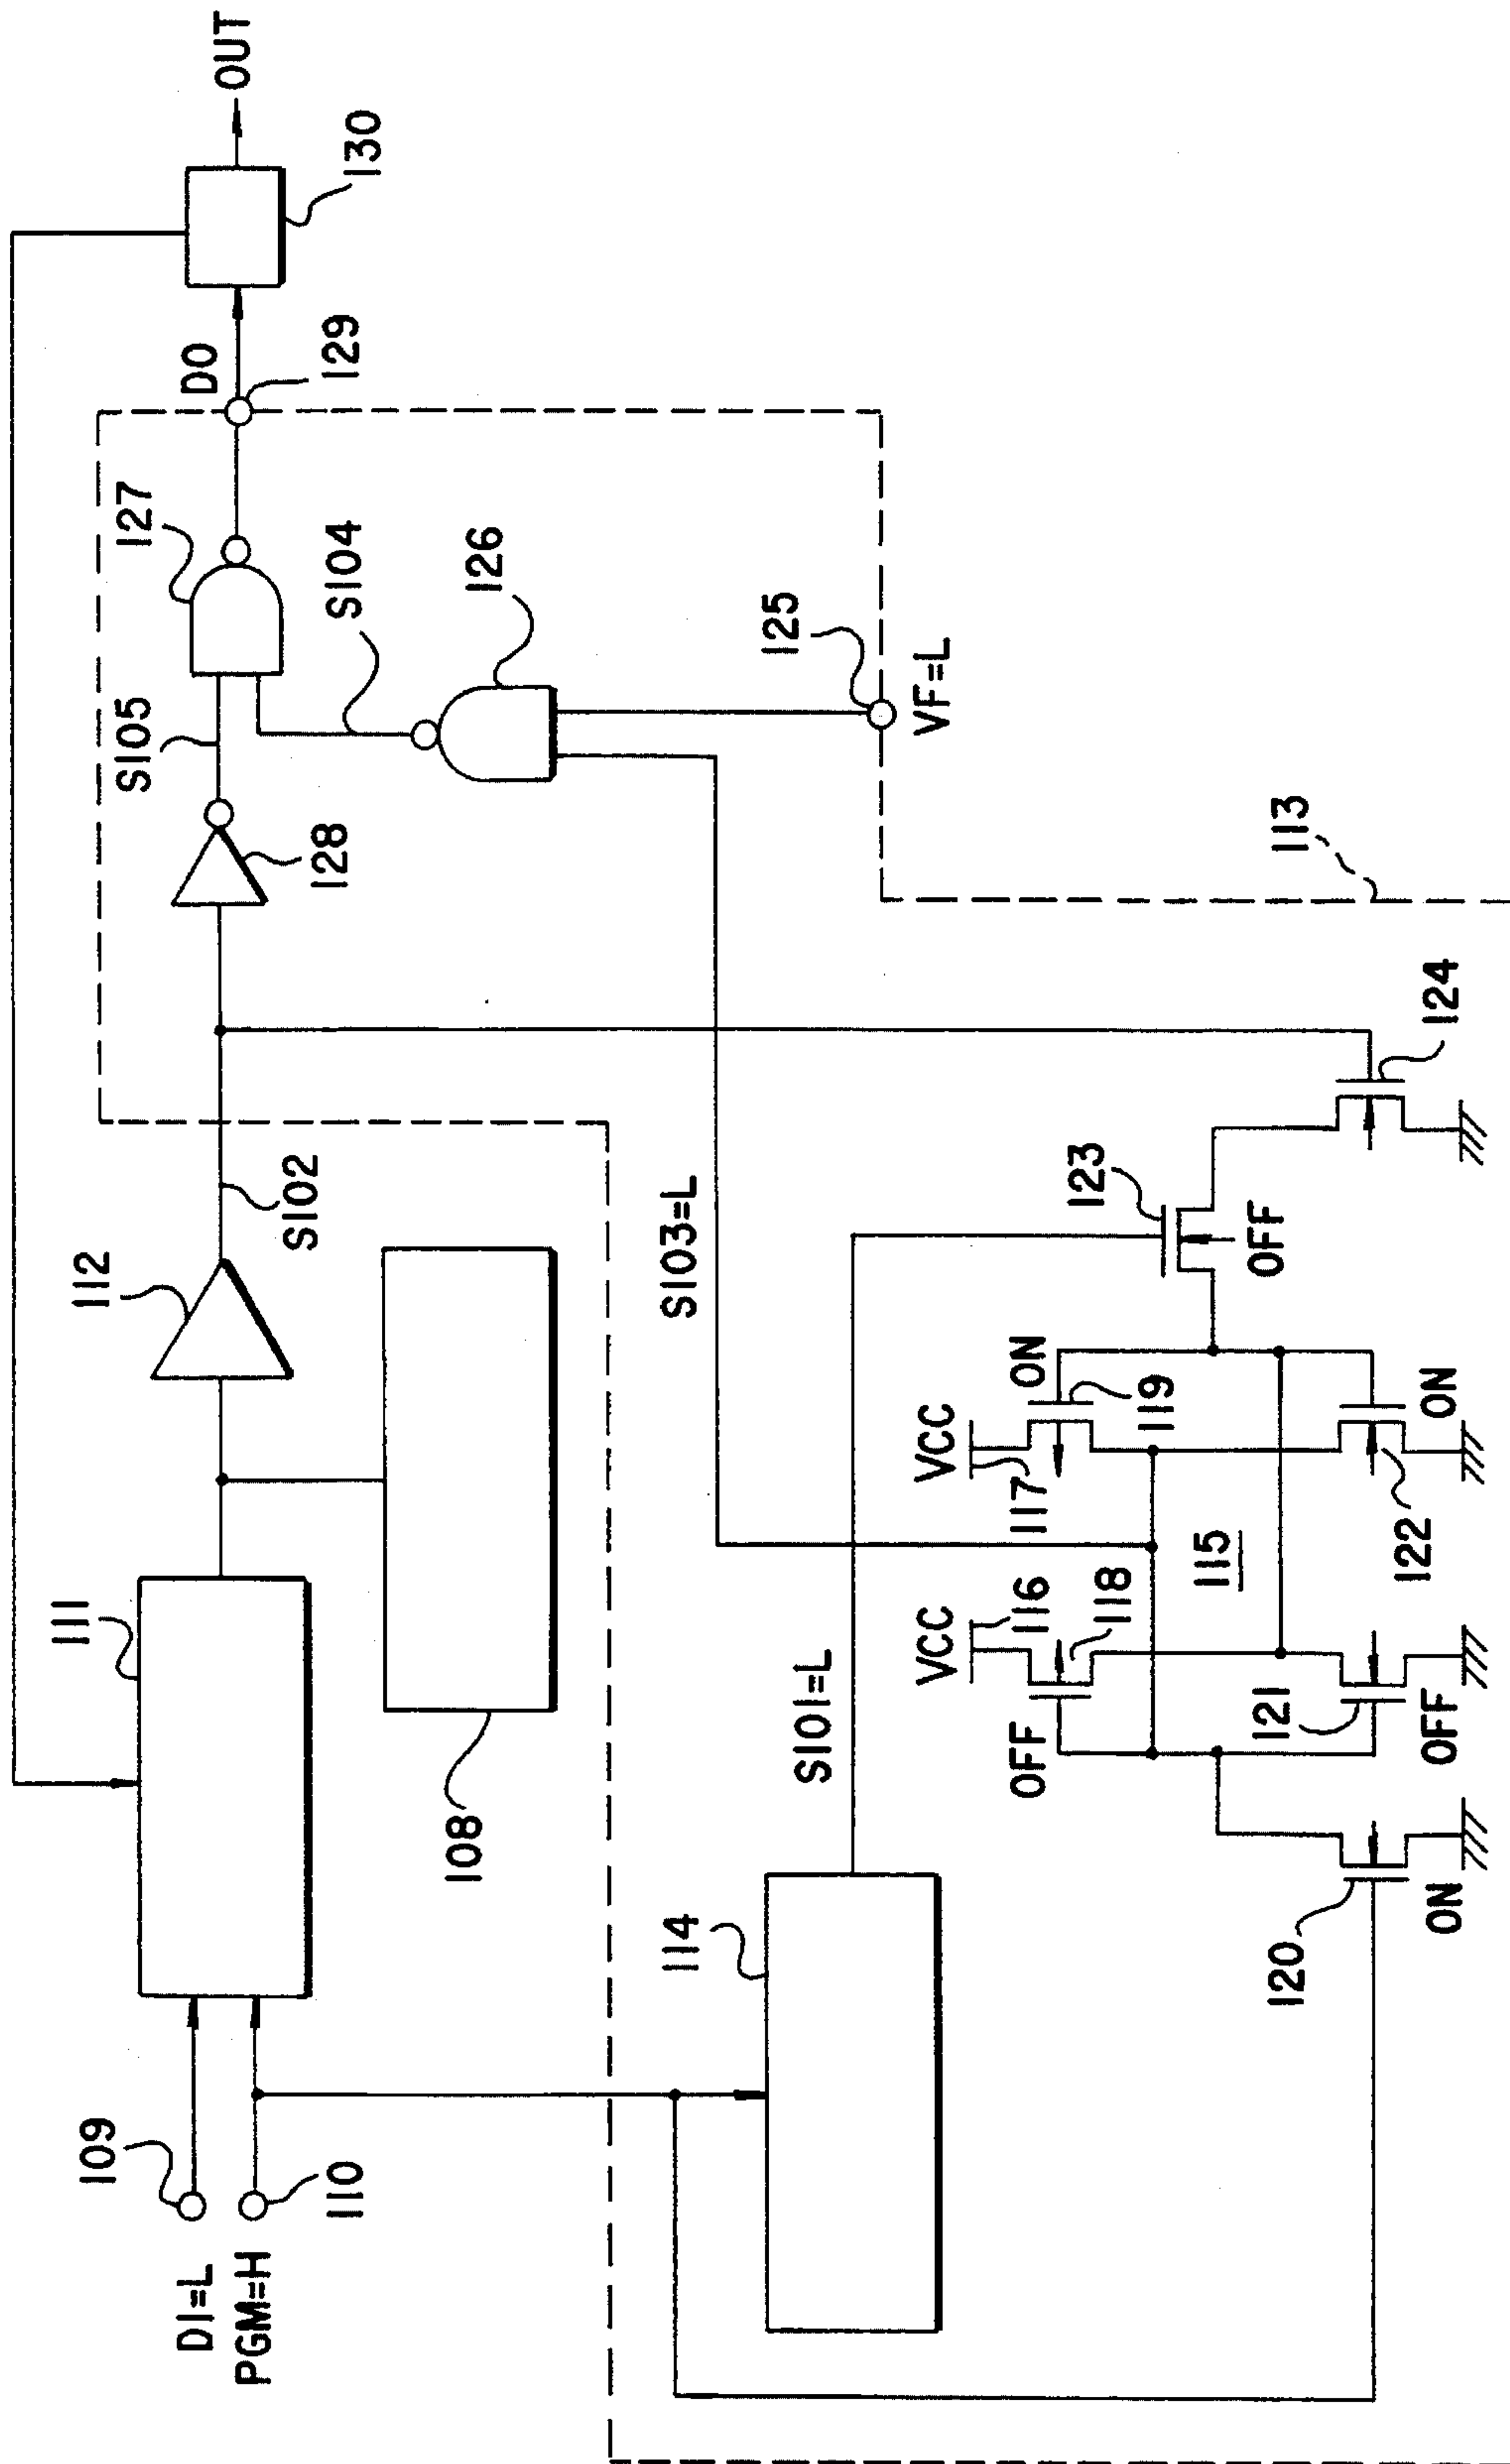 OUT
130
D0
129
127
S104
126
125
VF=L
S105
128
113
S102
112
111
108
109
110
DI=L
PGM=H
S103=L
S101=L
114
123
OFF
124
VCC
117
ON
119
VCC
116
118
OFF
115
122
ON
121
OFF
120
ON